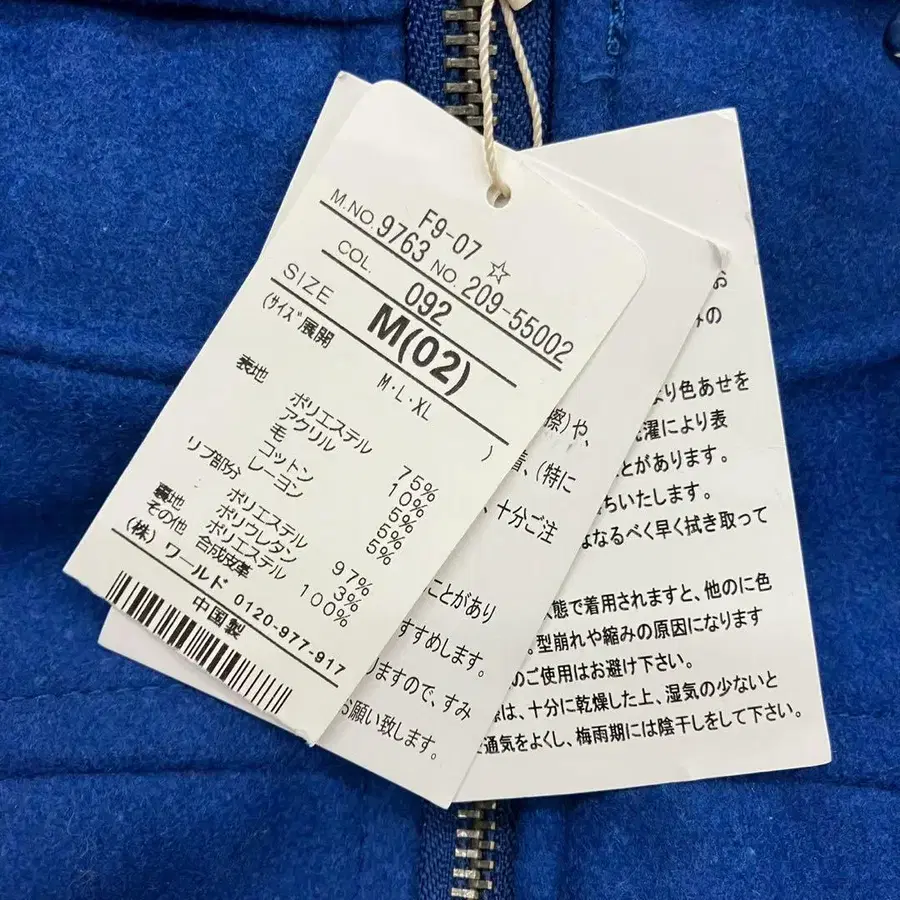 F9-07 ☆
M.NO.9763 NO.209-55002
COL. 092
SIZE M(02)
(サイズ展開 M・L・XL )
表地
ポリエステル 75%
アクリル 10%
毛 5%
コットン 5%
レーヨン 5%
リブ部分
ポリエステル 97%
ポリウレタン 3%
裏地 ポリエステル 100%
その他 合成皮革
(株)ワールド 0120-977-917
中国製
擦)や、
(特に
、十分ご注
ことがあり
すすめします。
りますので、すみ
お願い致します。
お
みの
より色あせを
洗濯により表
とがあります。
ちいたします。
はなるべく早く拭き取って
状態で着用されますと、他のに色
。型崩れや縮みの原因になります
のご使用はお避け下さい。
際は、十分に乾燥した上、湿気の少ないと
通気をよくし、梅雨期には陰干しをして下さい。